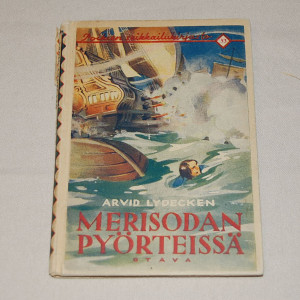 ARVID LYDECKEN
MERISODAN
PYÖRTEISSÄ
OTAVA